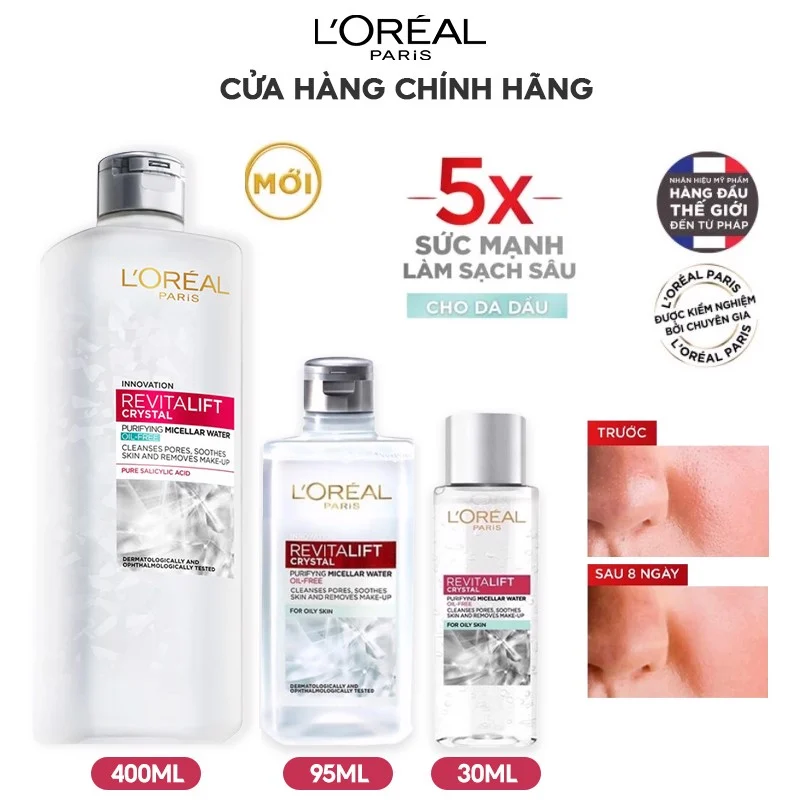 L'ORÉAL
PARIS
CỬA HÀNG CHÍNH HÃNG
MỚI
5x
SỨC MẠNH
LÀM SẠCH SÂU
CHO DA DẦU
NHÃN HIỆU MỸ PHẨM
HÀNG ĐẦU
THẾ GIỚI
ĐẾN TỪ PHÁP
L'ORÉAL PARIS
ĐƯỢC KIỂM NGHIỆM
BỞI CHUYÊN GIA
L'ORÉAL PARIS
L'ORÉAL
PARIS
INNOVATION
REVITALIFT
CRYSTAL
PURIFYING MICELLAR WATER
OIL-FREE
CLEANSES PORES, SOOTHES
SKIN AND REMOVES MAKE-UP
PURE SALICYLIC ACID
DERMATOLOGICALLY AND
OPHTHALMOLOGICALLY TESTED
L'ORÉAL
PARIS
REVITALIFT
CRYSTAL
PURIFYING MICELLAR WATER
OIL-FREE
CLEANSES PORES, SOOTHES
SKIN AND REMOVES MAKE-UP
FOR OILY SKIN
DERMATOLOGICALLY AND
OPHTHALMOLOGICALLY TESTED
L'ORÉAL
PARIS
REVITALIFT
CRYSTAL
PURIFYING MICELLAR WATER
OIL-FREE
CLEANSES PORES, SOOTHES
SKIN AND REMOVES MAKE-UP
FOR OILY SKIN
TRƯỚC
SAU 8 NGÀY
400ML
95ML
30ML